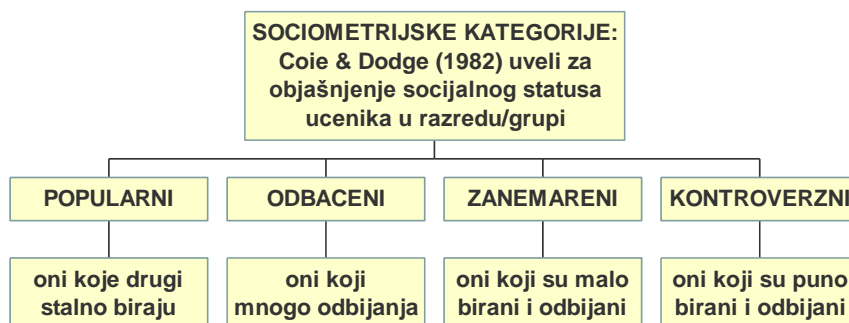 SOCIOMETRIJSKE KATEGORIJE:
Coie & Dodge (1982) uveli za
objašnjenje socijalnog statusa
ucenika u razredu/grupi
POPULARNI
ODBACENI
ZANEMARENI
KONTROVERZNI
oni koje drugi
stalno biraju
oni koji
mnogo odbijanja
oni koji su malo
birani i odbijani
oni koji su puno
birani i odbijani